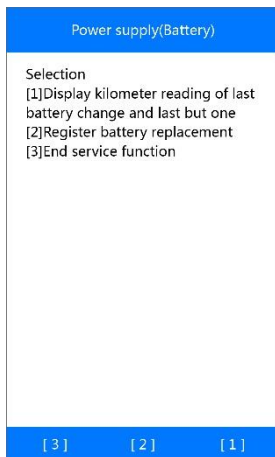 Power supply(Battery)
Selection
[1]Display kilometer reading of last
battery change and last but one
[2]Register battery replacement
[3]End service function
[ 3 ] [ 2 ] [ 1 ]